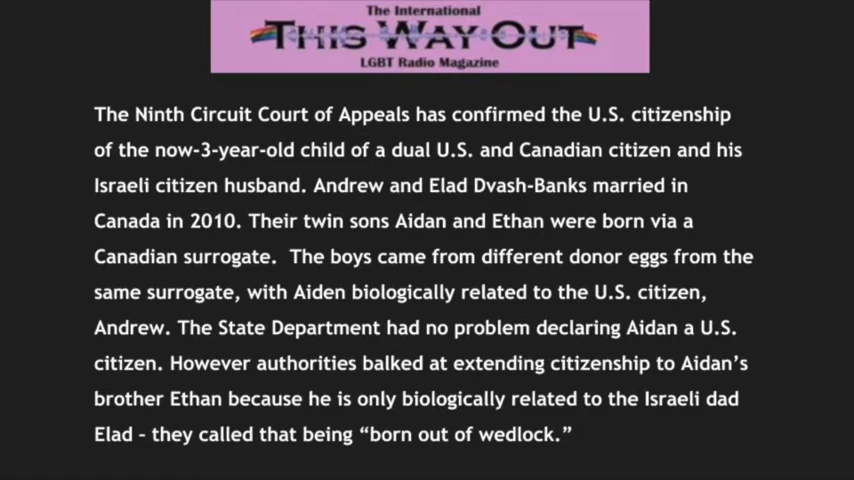 The International
THIS WAY OUT
LGBT Radio Magazine
The Ninth Circuit Court of Appeals has confirmed the U.S. citizenship
of the now-3-year-old child of a dual U.S. and Canadian citizen and his
Israeli citizen husband. Andrew and Elad Dvash-Banks married in
Canada in 2010. Their twin sons Aidan and Ethan were born via a
Canadian surrogate.  The boys came from different donor eggs from the
same surrogate, with Aiden biologically related to the U.S. citizen,
Andrew. The State Department had no problem declaring Aidan a U.S.
citizen. However authorities balked at extending citizenship to Aidan’s
brother Ethan because he is only biologically related to the Israeli dad
Elad – they called that being “born out of wedlock.”